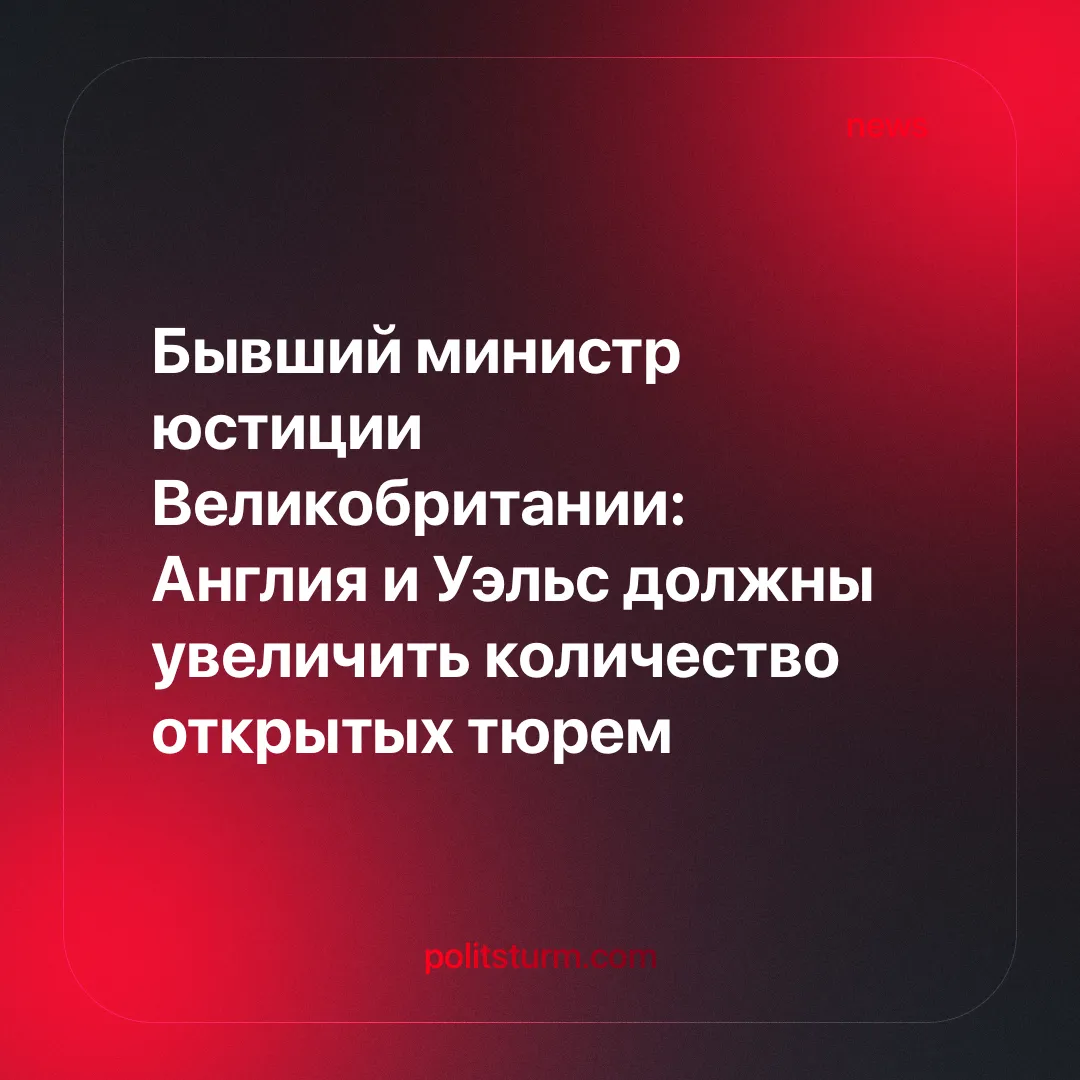 news
Бывший министр
юстиции
Великобритании:
Англия и Уэльс должны
увеличить количество
открытых тюрем
politsturm.com